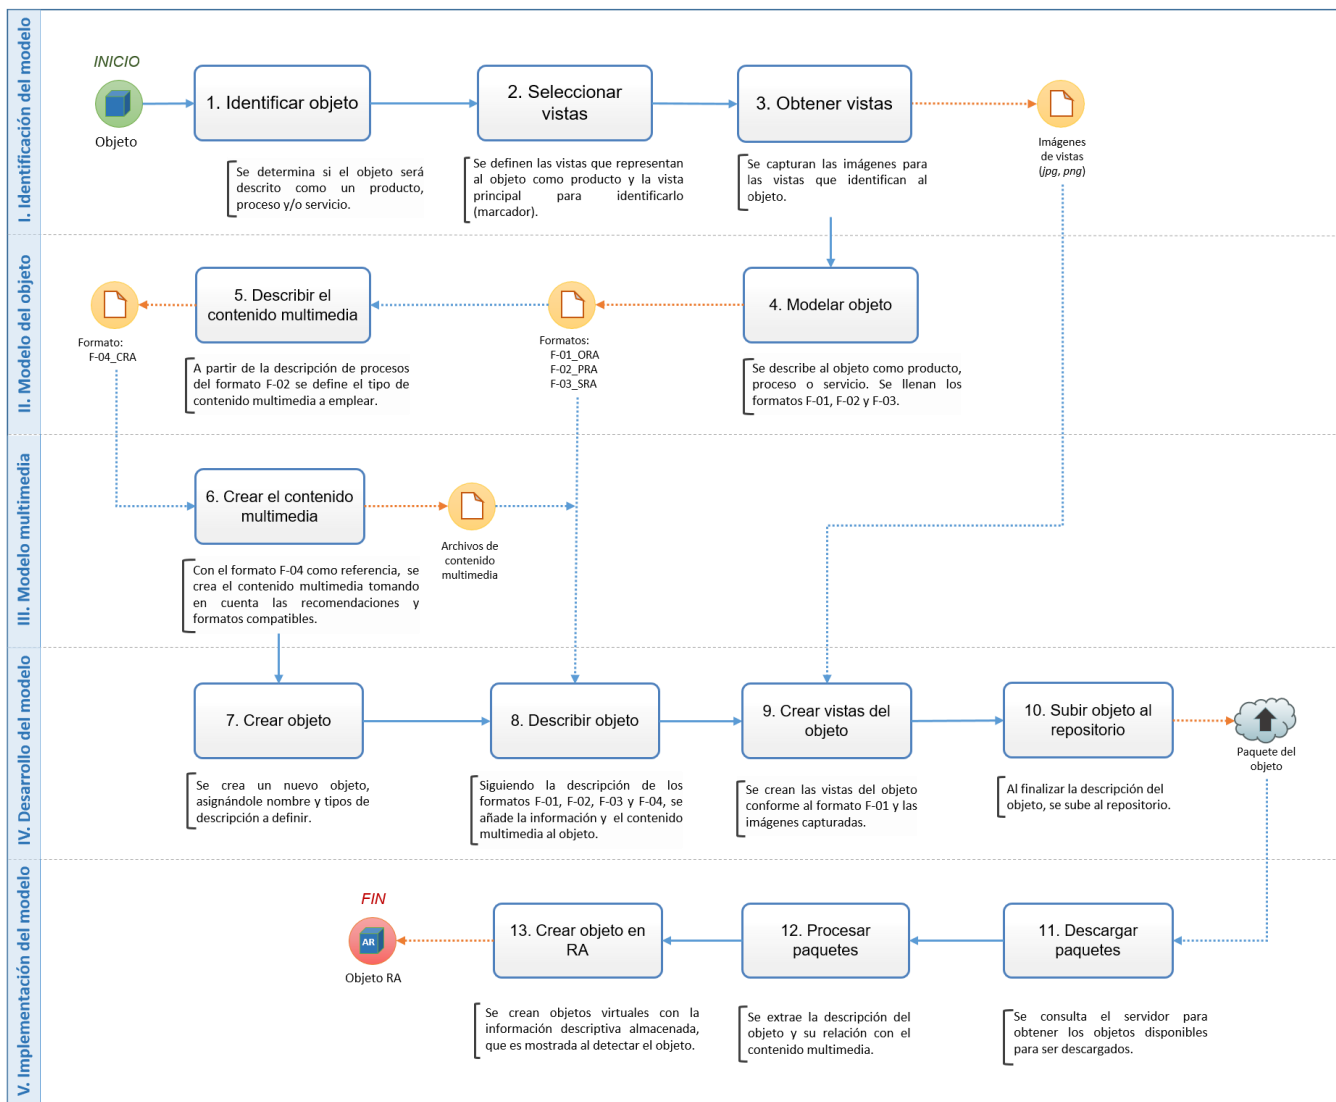 I. Identificación del modelo
INICIO
Objeto
1. Identificar objeto
Se determina si el objeto será
descrito como un producto,
proceso y/o servicio.
2. Seleccionar
vistas
Se definen las vistas que representan
al objeto como producto y la vista
principal para identificarlo
(marcador).
3. Obtener vistas
Se capturan las imágenes para
las vistas que identifican al
objeto.
Imágenes
de vistas
(jpg, png)
II. Modelo del objeto
4. Modelar objeto
Se describe al objeto como producto,
proceso o servicio. Se llenan los
formatos F-01, F-02 y F-03.
Formatos:
F-01_ORA
F-02_PRA
F-03_SRA
5. Describir el
contenido multimedia
A partir de la descripción de procesos
del formato F-02 se define el tipo de
contenido multimedia a emplear.
Formato:
F-04_CRA
III. Modelo multimedia
6. Crear el contenido
multimedia
Con el formato F-04 como referencia, se
crea el contenido multimedia tomando
en cuenta las recomendaciones y
formatos compatibles.
Archivos de
contenido
multimedia
IV. Desarrollo del modelo
7. Crear objeto
Se crea un nuevo objeto,
asignándole nombre y tipos de
descripción a definir.
8. Describir objeto
Siguiendo la descripción de los
formatos F-01, F-02, F-03 y F-04, se
añade la información y el contenido
multimedia al objeto.
9. Crear vistas del
objeto
Se crean las vistas del objeto
conforme al formato F-01 y las
imágenes capturadas.
10. Subir objeto al
repositorio
Al finalizar la descripción del
objeto, se sube al repositorio.
Paquete del
objeto
V. Implementación del modelo
11. Descargar
paquetes
Se consulta el servidor para
obtener los objetos disponibles
para ser descargados.
12. Procesar
paquetes
Se extrae la descripción del
objeto y su relación con el
contenido multimedia.
13. Crear objeto en
RA
Se crean objetos virtuales con la
información descriptiva almacenada,
que es mostrada al detectar el objeto.
FIN
AR
Objeto RA